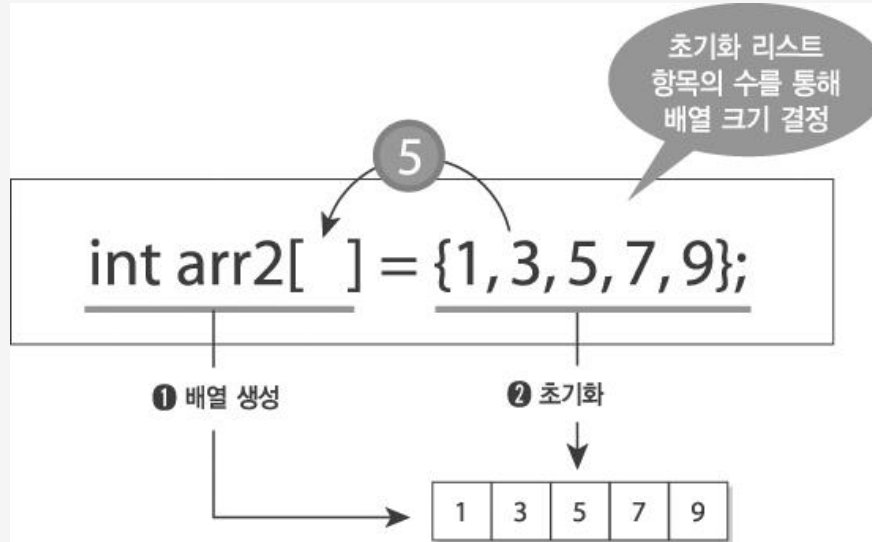 초기화 리스트
항목의 수를 통해
배열 크기 결정
5
int arr2[ ] = {1, 3, 5, 7, 9};
❶ 배열 생성
❷ 초기화
1 3 5 7 9